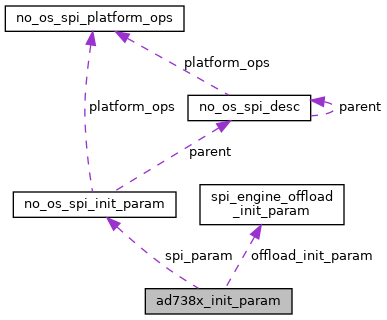 no_os_spi_platform_ops
platform_ops
no_os_spi_desc
platform_ops
parent
parent
no_os_spi_init_param
spi_engine_offload
_init_param
spi_param
offload_init_param
ad738x_init_param